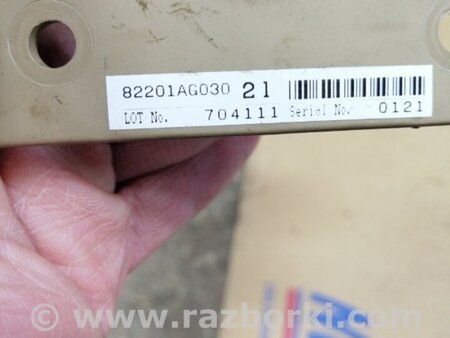 82201AG030 21
LOT No. 704111 Serial No. 0121
www.razborki.com